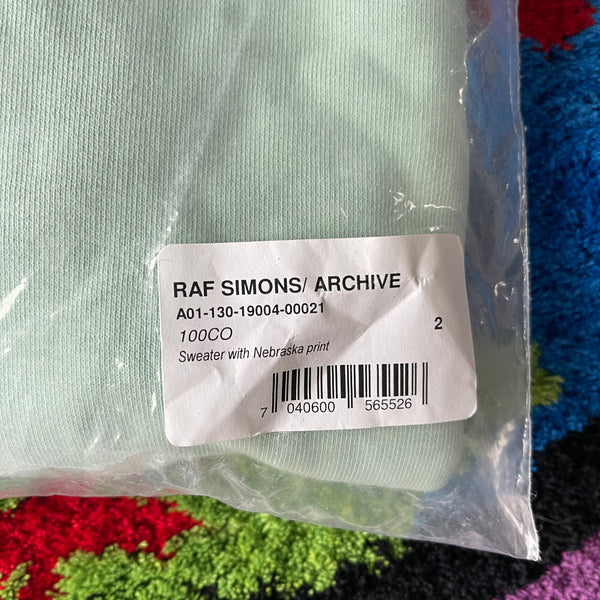 RAF SIMONS/ ARCHIVE
A01-130-19004-00021
100CO
2
Sweater with Nebraska print
7 040600 565526